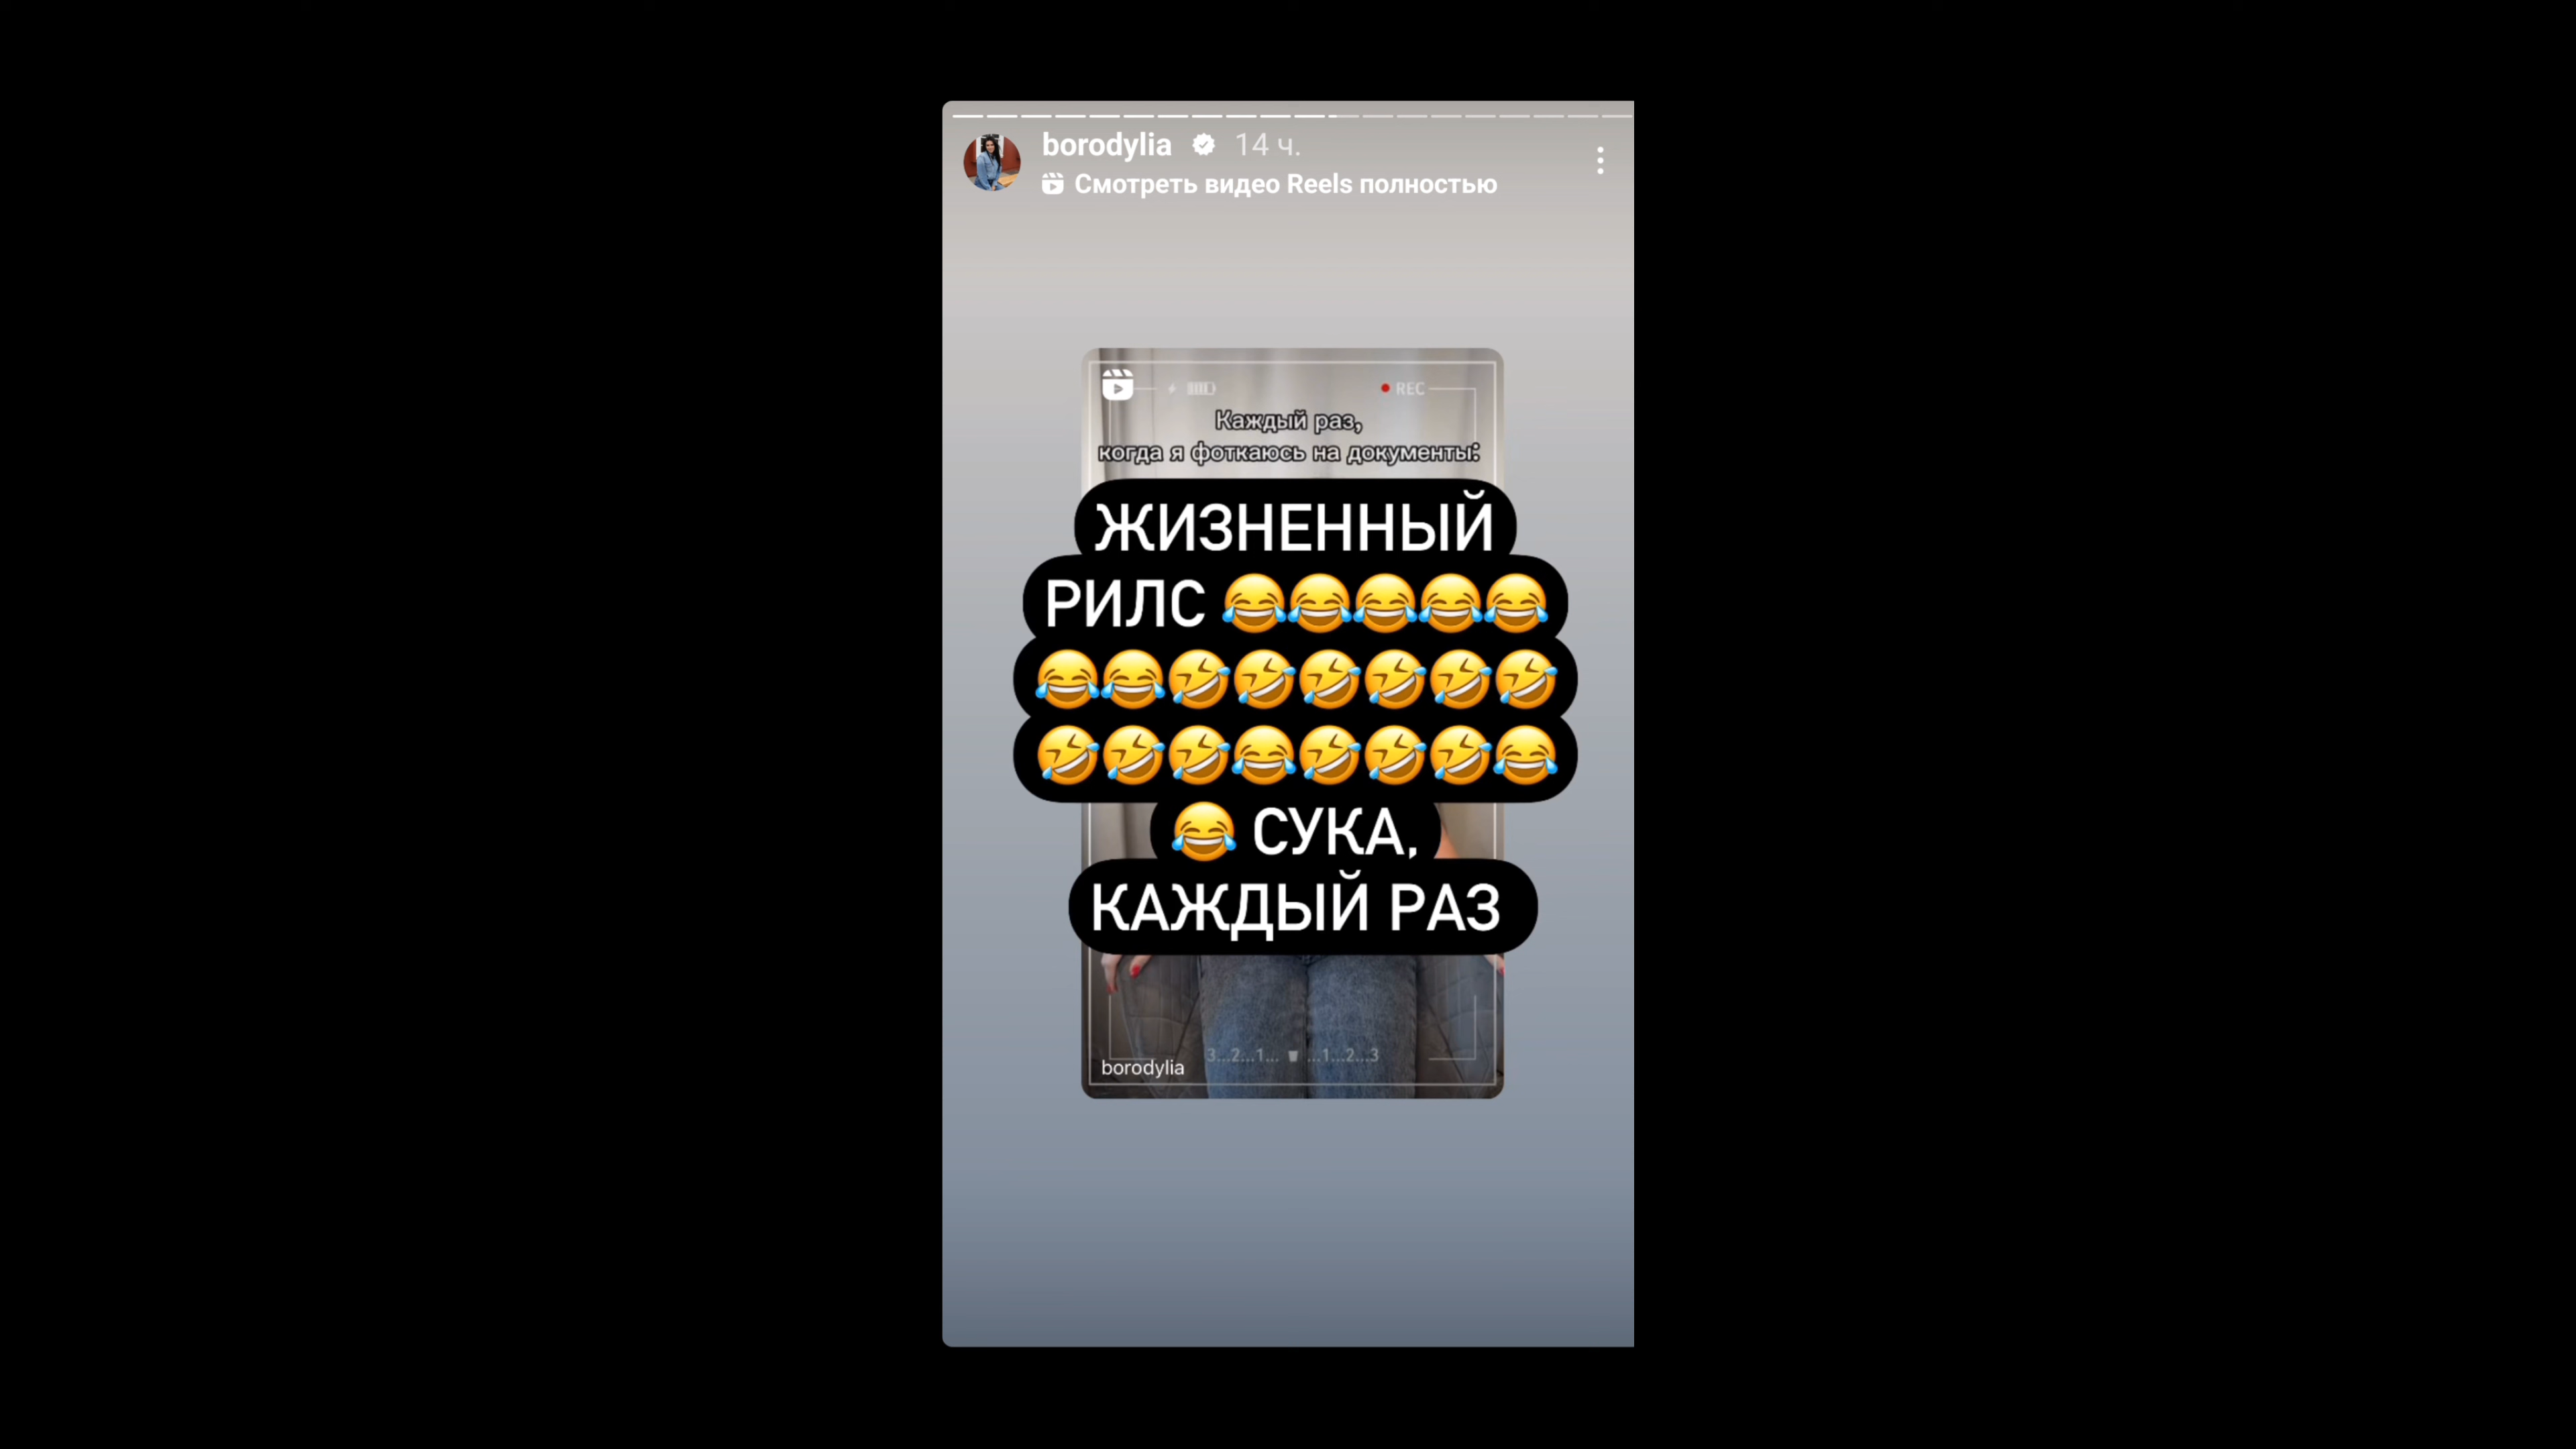 borodylia 14 ч.
Смотреть видео Reels полностью
REC
Каждый раз,
когда я фоткаюсь на документы:
ЖИЗНЕННЫЙ
РИЛС 😂😂😂😂😂
😂😂🤣🤣🤣🤣🤣🤣
🤣🤣🤣😂🤣🤣🤣😂
😂 СУКА,
КАЖДЫЙ РАЗ
3...2...1... ...1...2...3
borodylia